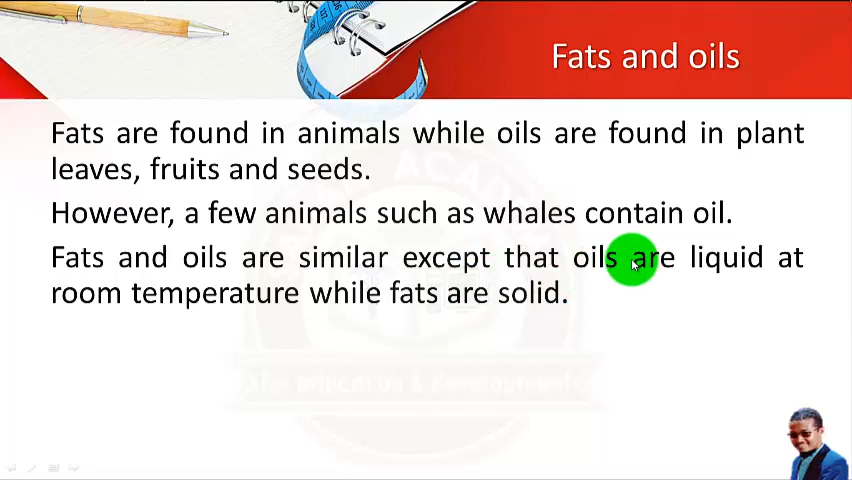 Fats and oils
Fats are found in animals while oils are found in plant
leaves, fruits and seeds.
However, a few animals such as whales contain oil.
Fats and oils are similar except that oils are liquid at
room temperature while fats are solid.